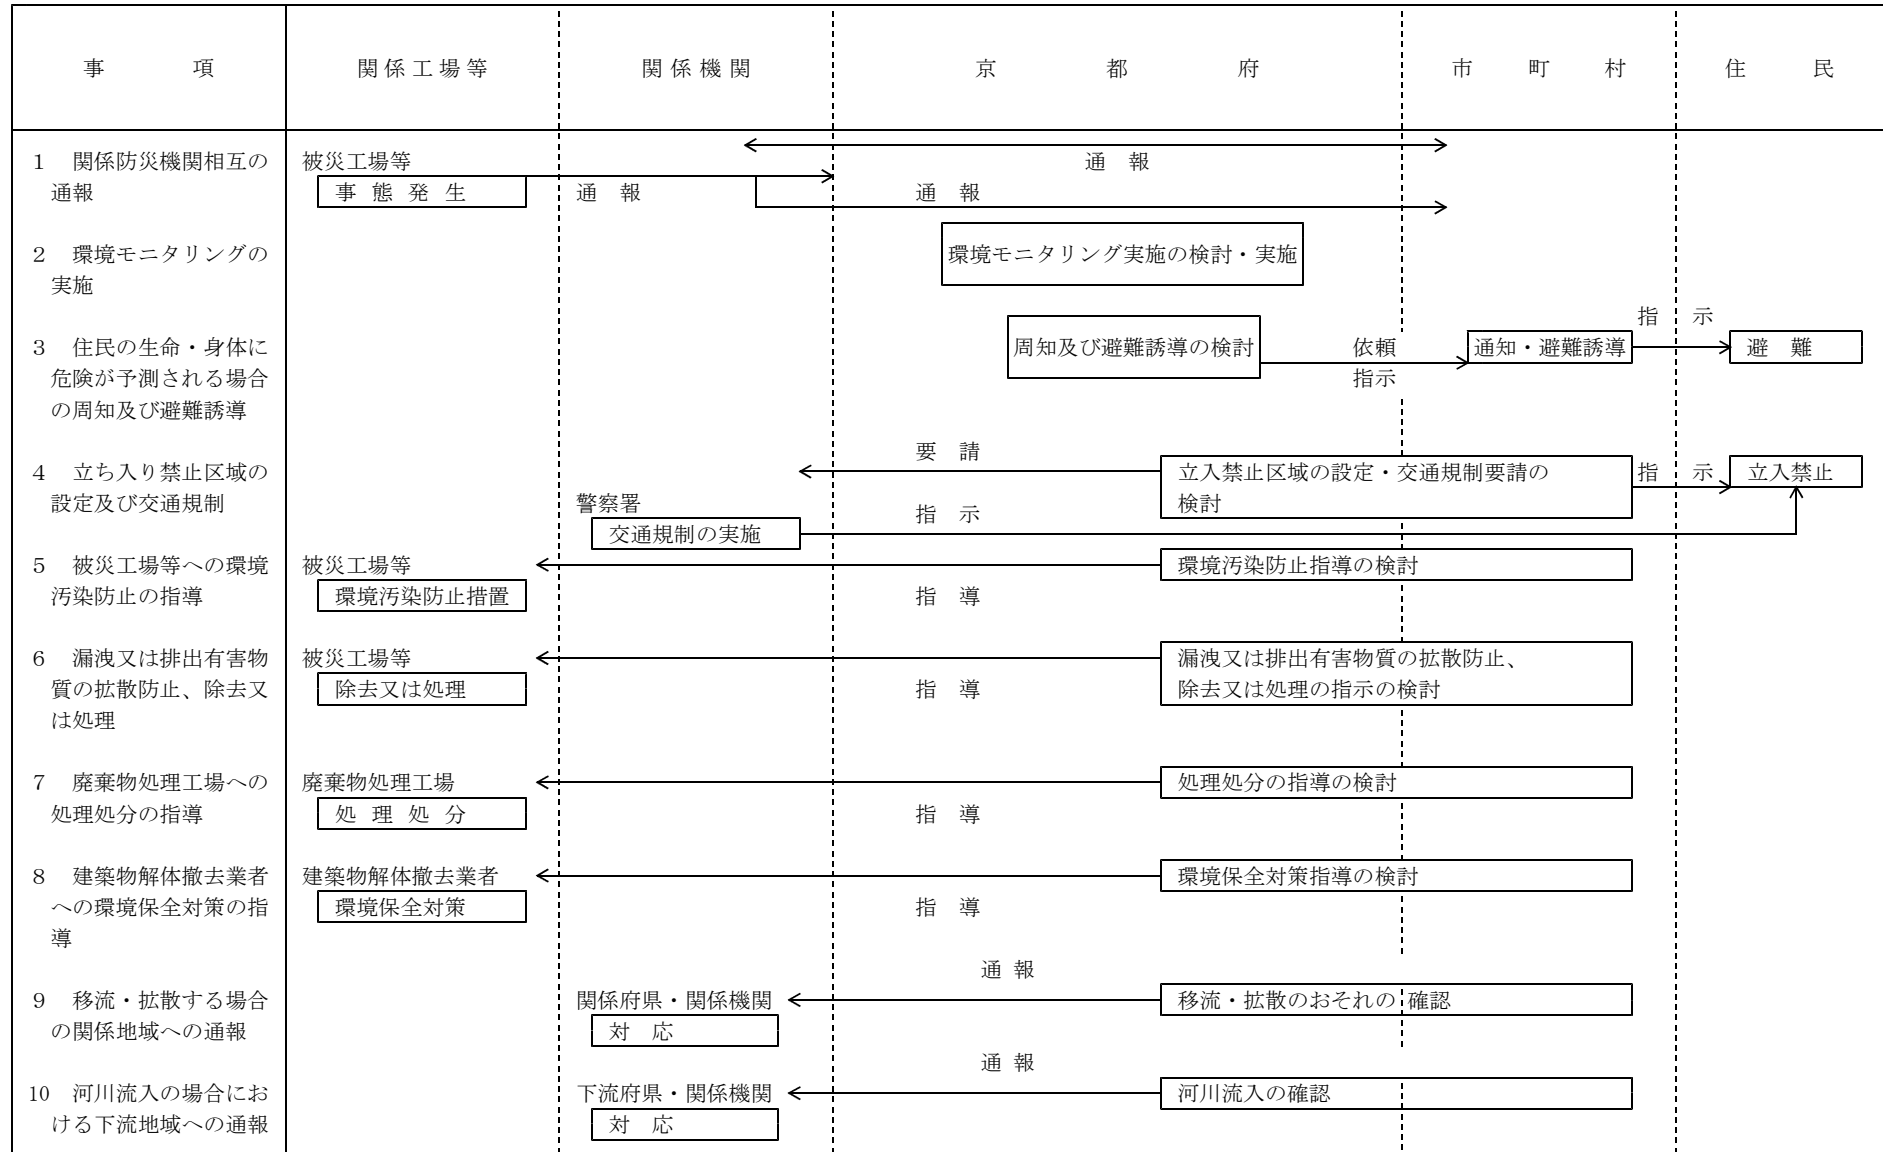 事　項　関係工場等　関係機関　京都府　市町村　住民
１　関係防災機関相互の
通報
被災工場等
事態発生
通　報
通　報
通　報
２　環境モニタリングの
実施
環境モニタリング実施の検討・実施
３　住民の生命・身体に
危険が予測される場合
の周知及び避難誘導
周知及び避難誘導の検討
依頼
指示
通知・避難誘導
指　示
避　難
４　立ち入り禁止区域の
設定及び交通規制
警察署
交通規制の実施
要　請
指　示
立入禁止区域の設定・交通規制要請の
検討
指　示
立入禁止
５　被災工場等への環境
汚染防止の指導
被災工場等
環境汚染防止措置
指　導
環境汚染防止指導の検討
６　漏洩又は排出有害物
質の拡散防止、除去又
は処理
被災工場等
除去又は処理
指　導
漏洩又は排出有害物質の拡散防止、
除去又は処理の指示の検討
７　廃棄物処理工場への
処理処分の指導
廃棄物処理工場
処理処分
指　導
処理処分の指導の検討
８　建築物解体撤去業者
への環境保全対策の指
導
建築物解体撤去業者
環境保全対策
指　導
環境保全対策指導の検討
９　移流・拡散する場合
の関係地域への通報
関係府県・関係機関
対　応
通　報
移流・拡散のおそれの確認
10　河川流入の場合にお
ける下流地域への通報
下流府県・関係機関
対　応
通　報
河川流入の確認